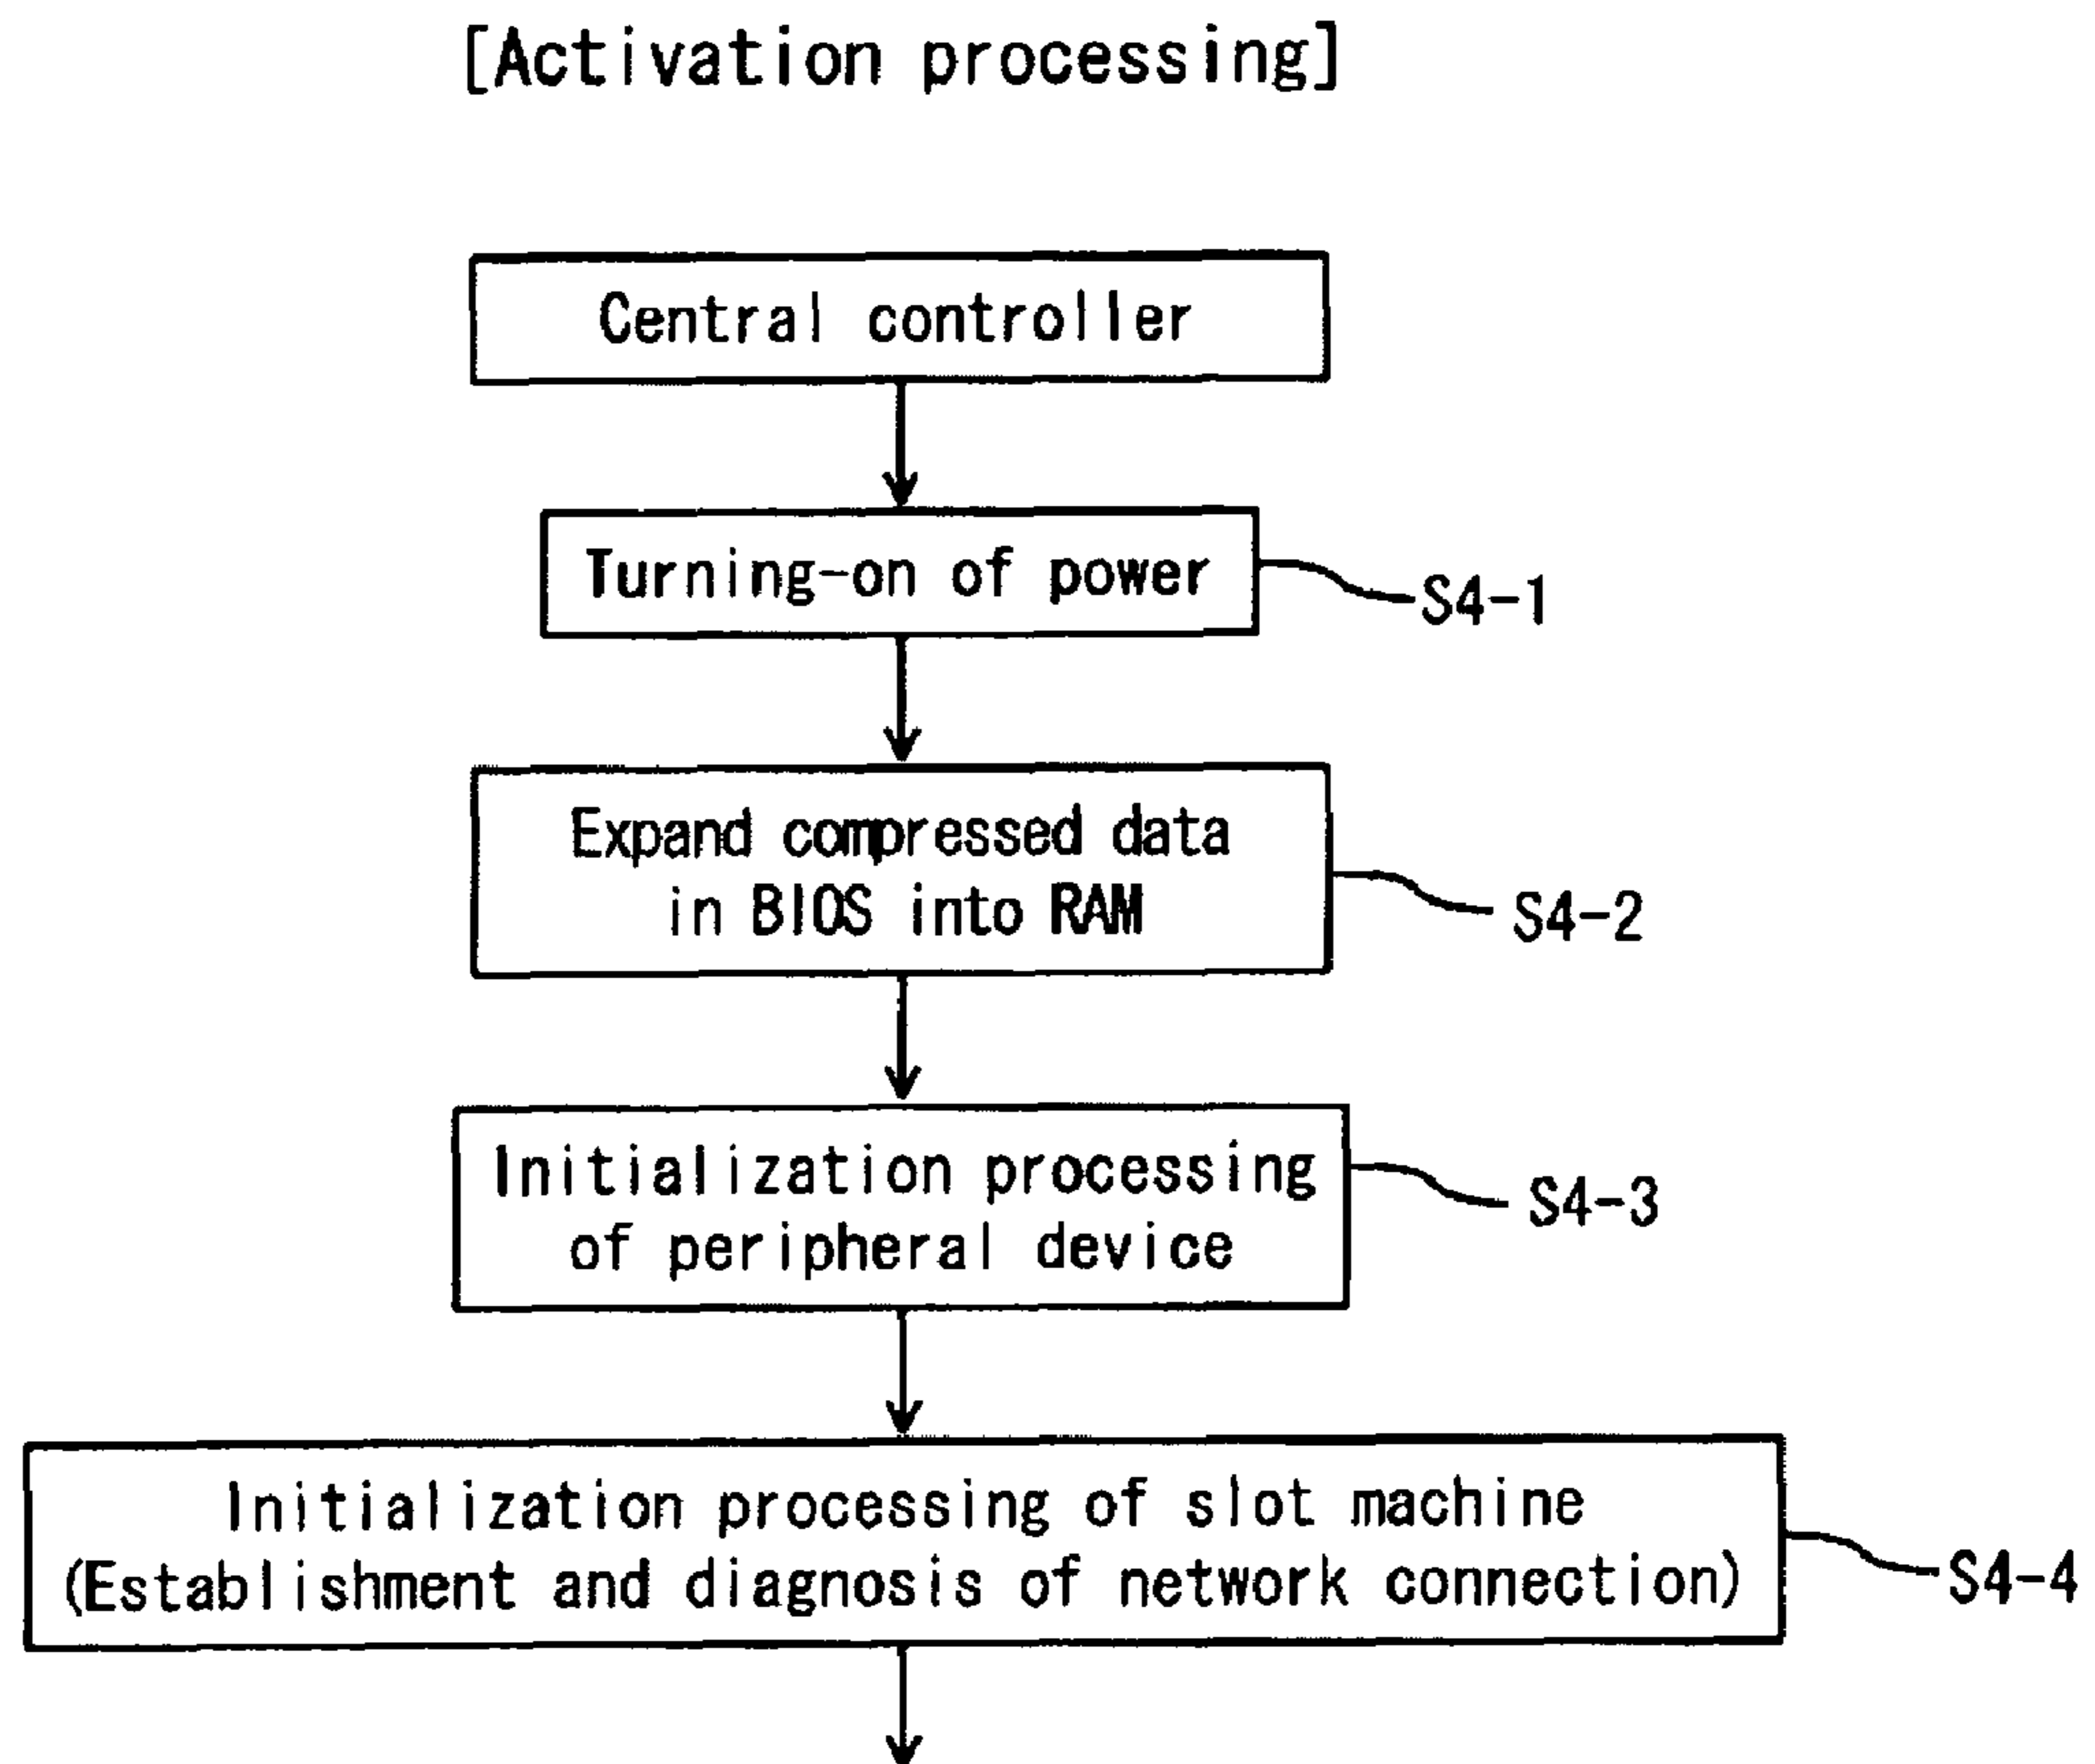 [Activation processing]
Central controller
Turning-on of power
S4-1
Expand compressed data
in BIOS into RAM
S4-2
Initialization processing
of peripheral device
S4-3
Initialization processing of slot machine
(Establishment and diagnosis of network connection)
S4-4